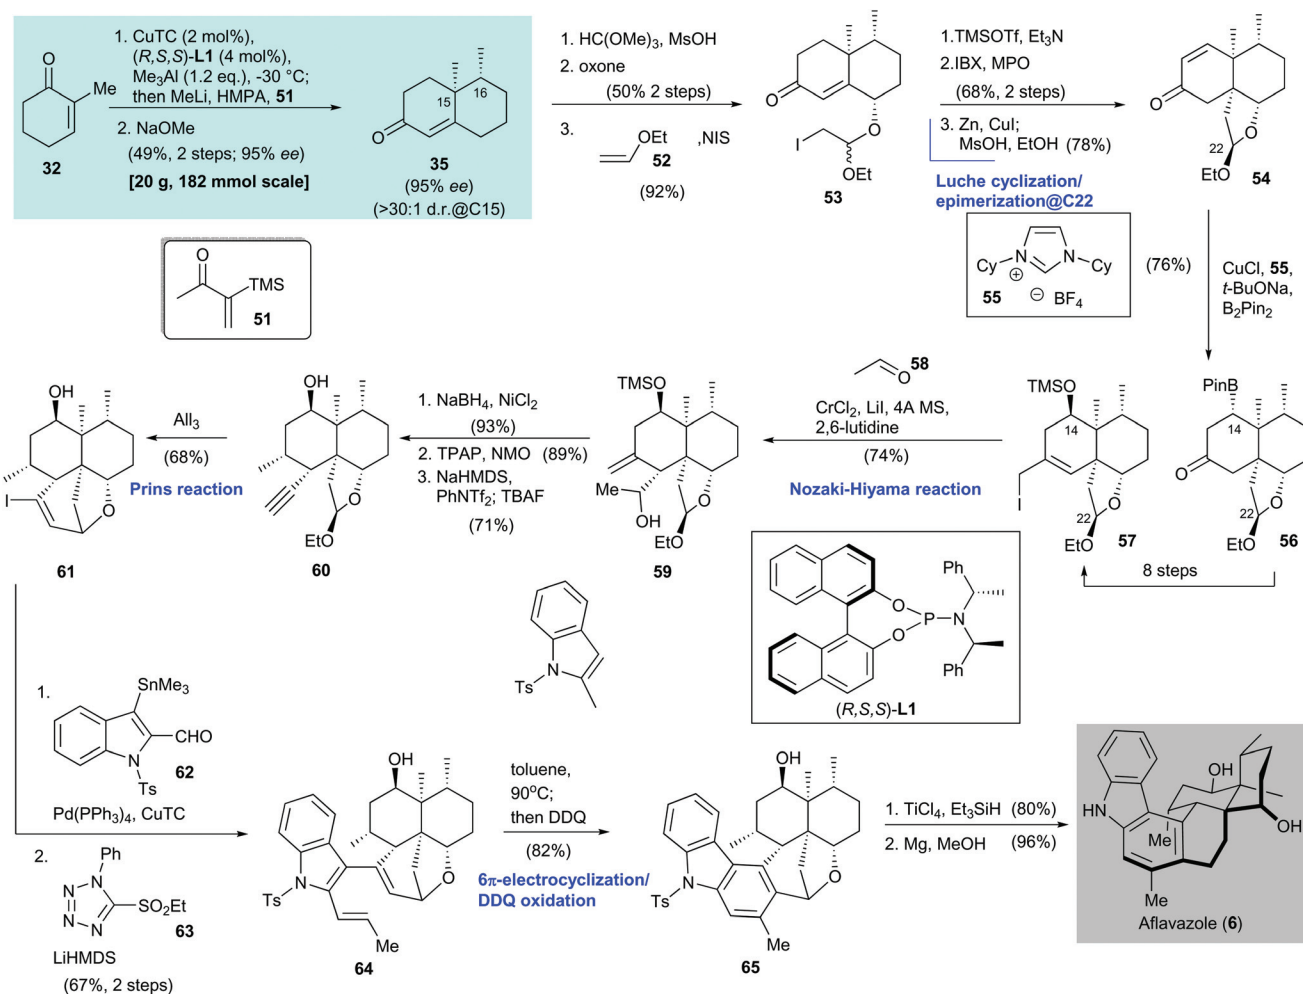 O
Me
32
1. CuTC (2 mol%),
(R,S,S)-L1 (4 mol%),
Me3Al (1.2 eq.), -30 °C;
then MeLi, HMPA, 51
2. NaOMe
(49%, 2 steps; 95% ee)
[20 g, 182 mmol scale]
15
16
O
35
(95% ee)
(>30:1 d.r.@C15)
1. HC(OMe)3, MsOH
2. oxone
(50% 2 steps)
3.
OEt
,NIS
52
(92%)
O
O
I
OEt
53
1.TMSOTf, Et3N
2.IBX, MPO
(68%, 2 steps)
3. Zn, CuI;
MsOH, EtOH (78%)
Luche cyclization/
epimerization@C22
O
O
22
EtO
54
O
TMS
51
Cy
N
N
Cy
+
55
−
BF4
(76%)
CuCl, 55,
t-BuONa,
B2Pin2
OH
I
O
61
AlI3
(68%)
Prins reaction
OH
O
EtO
60
1. NaBH4, NiCl2
(93%)
2. TPAP, NMO (89%)
3. NaHMDS,
PhNTf2; TBAF
(71%)
TMSO
Me
OH
O
EtO
59
58
O
CrCl2, LiI, 4A MS,
2,6-lutidine
(74%)
Nozaki-Hiyama reaction
TMSO
14
I
O
22
EtO
57
PinB
14
O
O
22
EtO
56
8 steps
Ph
O
P
N
O
Ph
(R,S,S)-L1
N
Ts
1.
SnMe3
CHO
N
Ts
62
Pd(PPh3)4, CuTC
2.
Ph
N
N
N
N
SO2Et
63
LiHMDS
(67%, 2 steps)
OH
O
N
Ts
Me
64
toluene,
90oC;
then DDQ
(82%)
6π-electrocyclization/
DDQ oxidation
OH
O
N
Ts
Me
65
1. TiCl4, Et3SiH (80%)
2. Mg, MeOH (96%)
OH
HN
Me
OH
Me
Aflavazole (6)